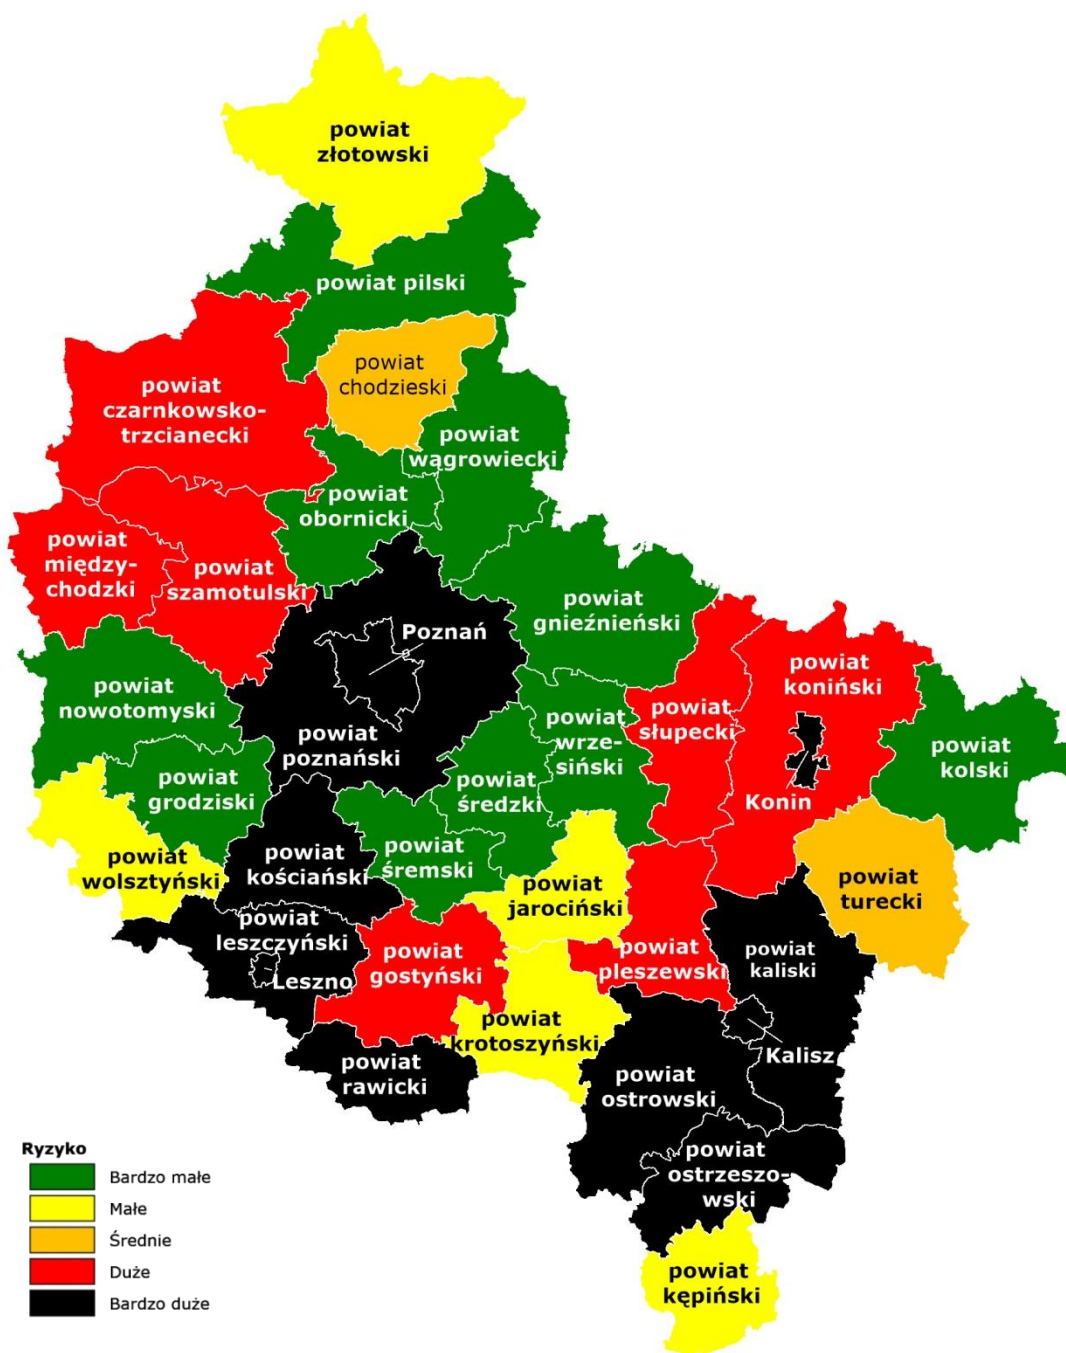 powiat
złotowski
powiat pilski
powiat
chodzieski
powiat
czarnkowsko-
trzcianecki
powiat
wągrowiecki
powiat
obornicki
powiat
między-
chodzki
powiat
szamotulski
powiat
gnieźnieński
Poznań
powiat
poznański
powiat
nowotomyski
powiat
słupecki
powiat
koniński
powiat
wrze-
siński
powiat
kolski
powiat
grodziski
powiat
średzki
Konin
powiat
wolsztyński
powiat
kościański
powiat
śremski
powiat
jarociński
powiat
turecki
powiat
leszczyński
Leszno
powiat
gostyński
powiat
pleszewski
powiat
kaliski
powiat
krotoszyński
Kalisz
powiat
rawicki
powiat
ostrowski
powiat
ostrzeszo-
wski
powiat
kępiński
Ryzyko
Bardzo małe
Małe
Średnie
Duże
Bardzo duże